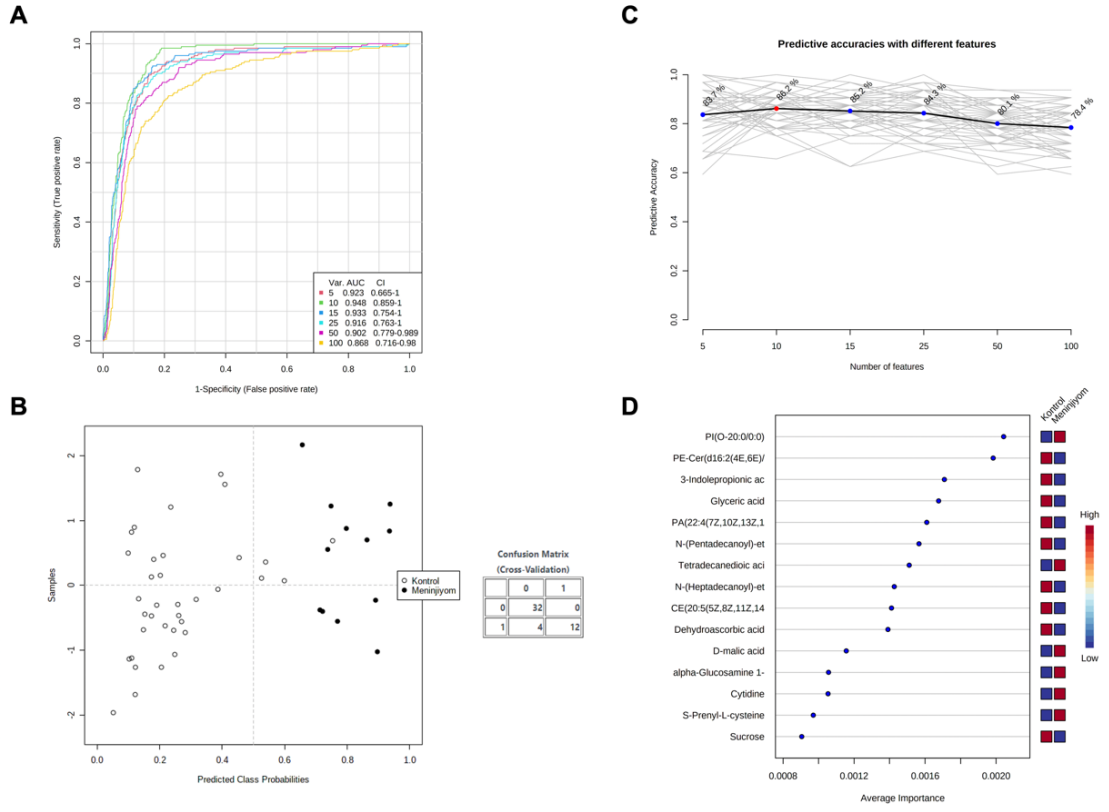 A
1.0
0.8
0.6
0.4
0.2
0.0
Sensitivity (True positive rate)
Var. AUC CI
5 0.923 0.665-1
10 0.948 0.859-1
15 0.933 0.754-1
25 0.916 0.763-1
50 0.902 0.779-0.989
100 0.868 0.716-0.98
0.0 0.2 0.4 0.6 0.8 1.0
1-Specificity (False positive rate)
B
2
1
0
-1
-2
Samples
Kontrol
Meninjiyom
0.0 0.2 0.4 0.6 0.8 1.0
Predicted Class Probabilities
Confusion Matrix
(Cross-Validation)
0 1
0 32 0
1 4 12
C
Predictive accuracies with different features
1.0
0.8
0.6
0.4
0.2
0.0
Predictive Accuracy
83.7 %
86.2 %
85.2 %
84.3 %
80.1 %
78.4 %
5 10 15 25 50 100
Number of features
D
Kontrol
Meninjiyom
PI(O-20:0/0:0)
PE-Cer(d16:2(4E,6E)/
3-Indolepropionic ac
Glyceric acid
PA(22:4(7Z,10Z,13Z,1
N-(Pentadecanoyl)-et
Tetradecanedioic aci
N-(Heptadecanoyl)-et
CE(20:5(5Z,8Z,11Z,14
Dehydroascorbic acid
D-malic acid
alpha-Glucosamine 1-
Cytidine
S-Prenyl-L-cysteine
Sucrose
High
Low
0.0008 0.0012 0.0016 0.0020
Average Importance